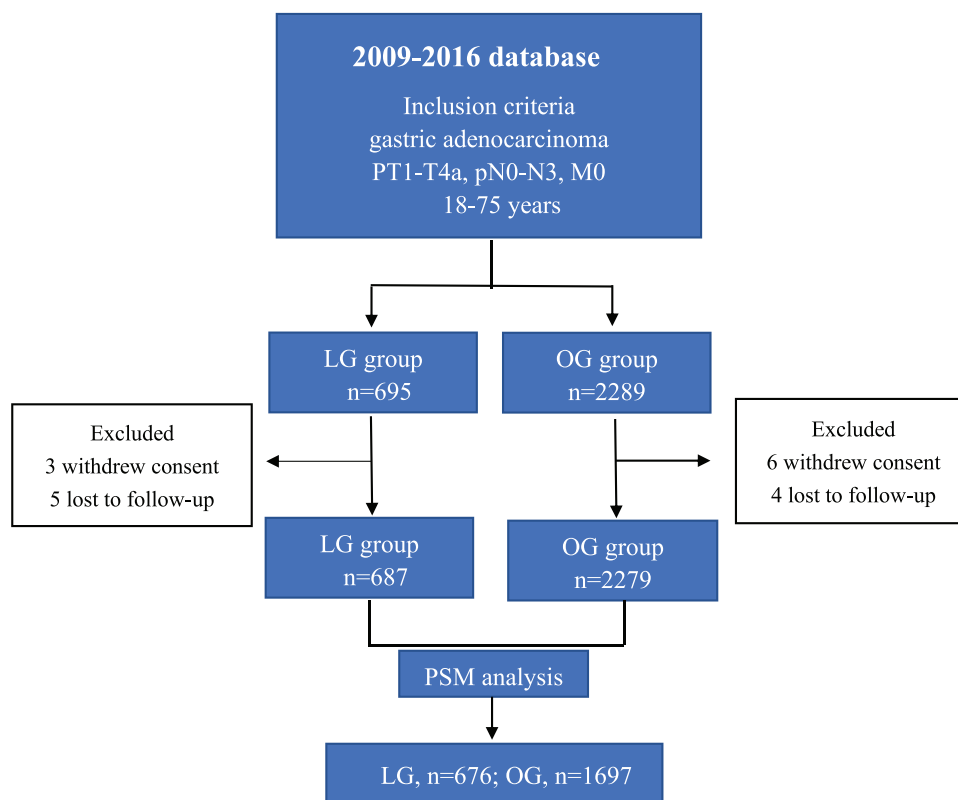 2009-2016 database
Inclusion criteria
gastric adenocarcinoma
PT1-T4a, pN0-N3, M0
18-75 years
LG group
n=695
OG group
n=2289
Excluded
3 withdrew consent
5 lost to follow-up
Excluded
6 withdrew consent
4 lost to follow-up
LG group
n=687
OG group
n=2279
PSM analysis
LG, n=676; OG, n=1697